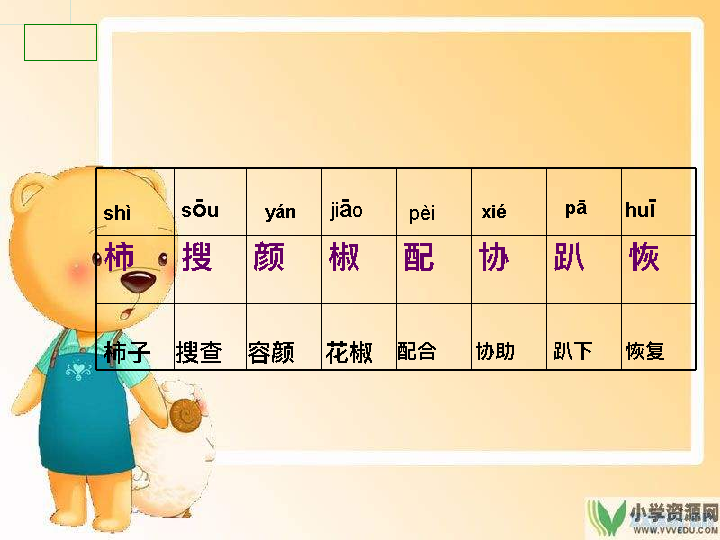 shì sōu yán jiāo pèi xié pā huī
柿 搜 颜 椒 配 协 趴 恢
柿子 搜查 容颜 花椒 配合 协助 趴下 恢复
小学资源网
WWW.YVVEDU.COM